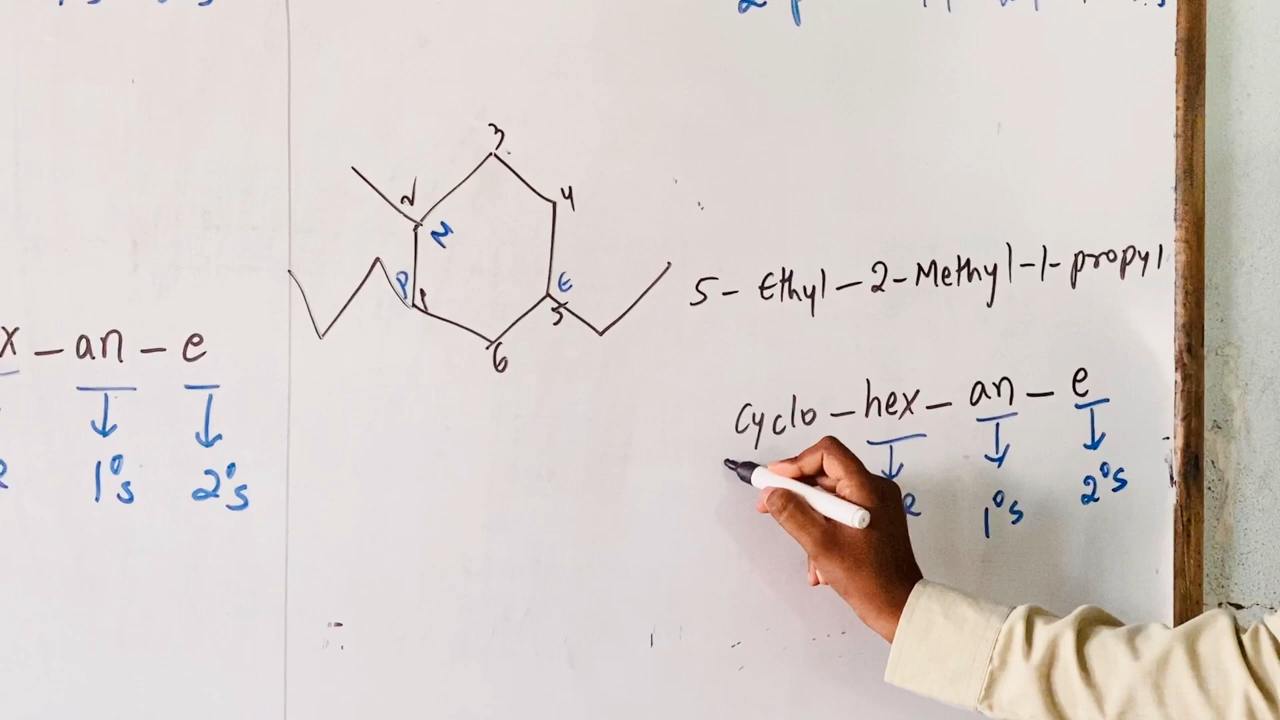 3
2
4
N
P
1
E
5
6
5-Ethyl-2-Methyl-1-propyl
x-an-e
1°s 2°s
cyclo-hex-an-e
1°s 2°s